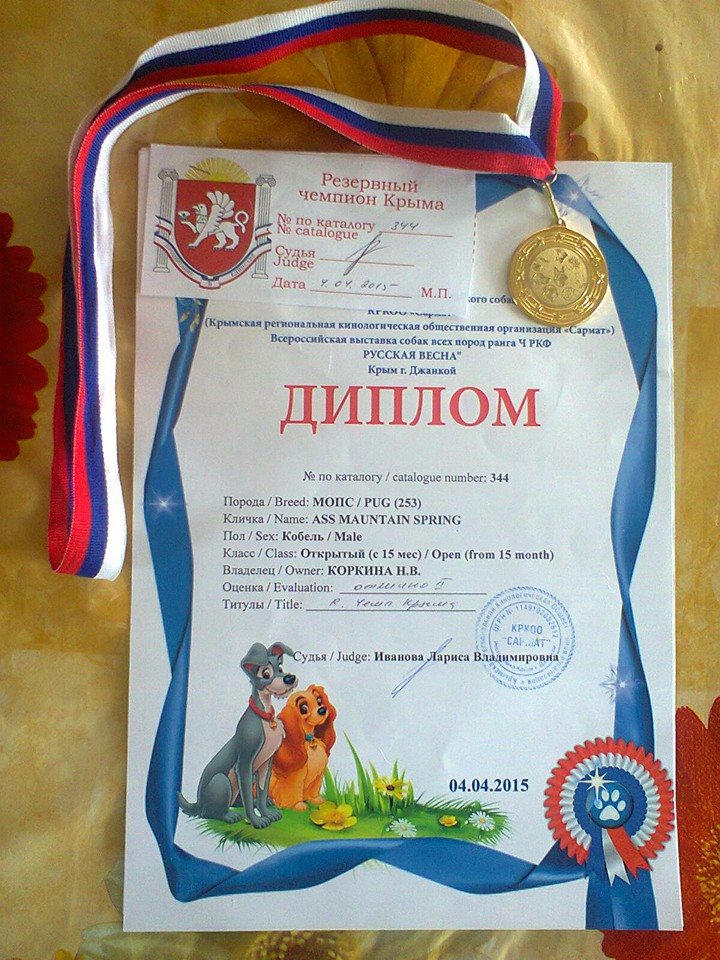 Резервный
чемпион Крыма
№ по каталогу 344
№ catalogue
Судья
Judge
Дата 4.04.2015 М.П.
КРКОО "Сармат"
(Крымская региональная кинологическая общественная организация «Сармат»)
Всероссийская выставка собак всех пород ранга Ч РКФ
РУССКАЯ ВЕСНА"
Крым г. Джанкой
ДИПЛОМ
№ по каталогу / catalogue number: 344
Порода / Breed: МОПС / PUG (253)
Кличка / Name: ASS MAUNTAIN SPRING
Пол / Sex: Кобель / Male
Класс / Class: Открытый (с 15 мес) / Open (from 15 month)
Владелец / Owner: КОРКИНА Н.В.
Оценка / Evaluation: отлично II
Титулы / Title: R. Чемп. Крыма
КРКОО
"САРМАТ"
Судья / Judge: Иванова Лариса Владимировна
04.04.2015